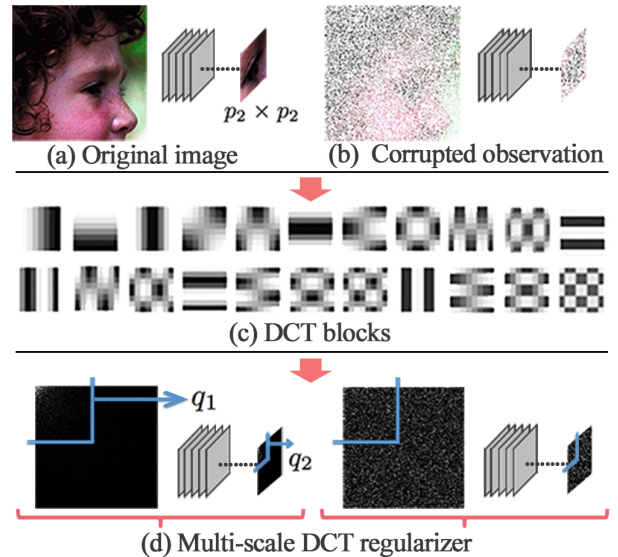 p₂ × p₂
(a) Original image
(b) Corrupted observation
(c) DCT blocks
q₁
q₂
(d) Multi-scale DCT regularizer